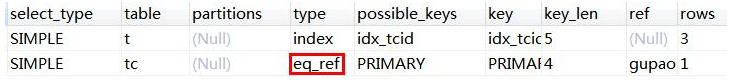 select_type table partitions type possible_keys key key_len ref rows
SIMPLE t (Null) index idx_tcid idx_tcic 5 (Null) 3
SIMPLE tc (Null) eq_ref PRIMARY PRIMAF 4 gupao 1